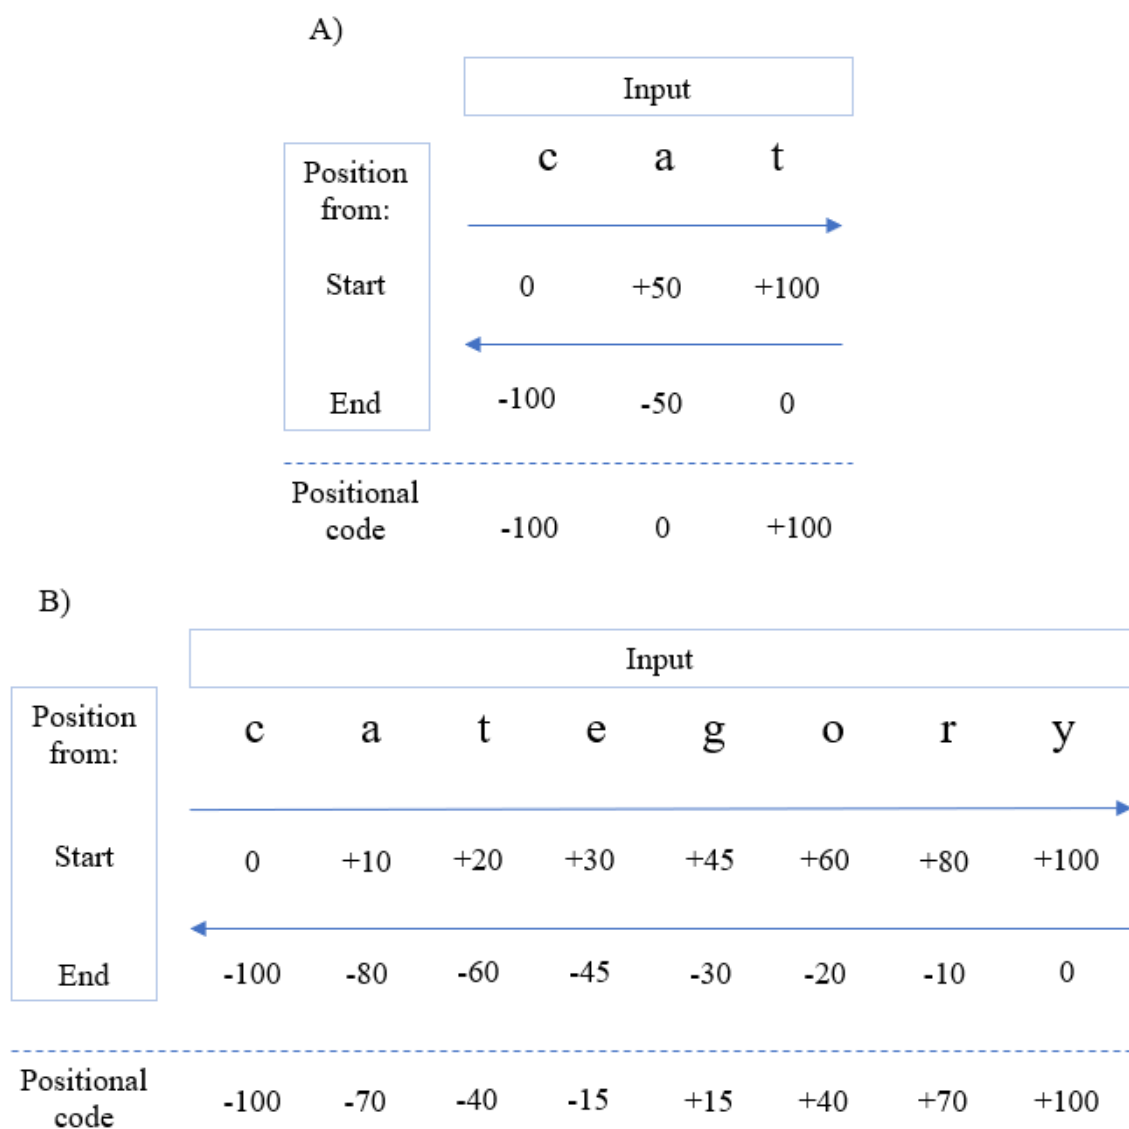 A)
Input
Position from:
c a t
Start 0 +50 +100
End -100 -50 0
Positional code -100 0 +100
B)
Input
Position from:
c a t e g o r y
Start 0 +10 +20 +30 +45 +60 +80 +100
End -100 -80 -60 -45 -30 -20 -10 0
Positional code -100 -70 -40 -15 +15 +40 +70 +100